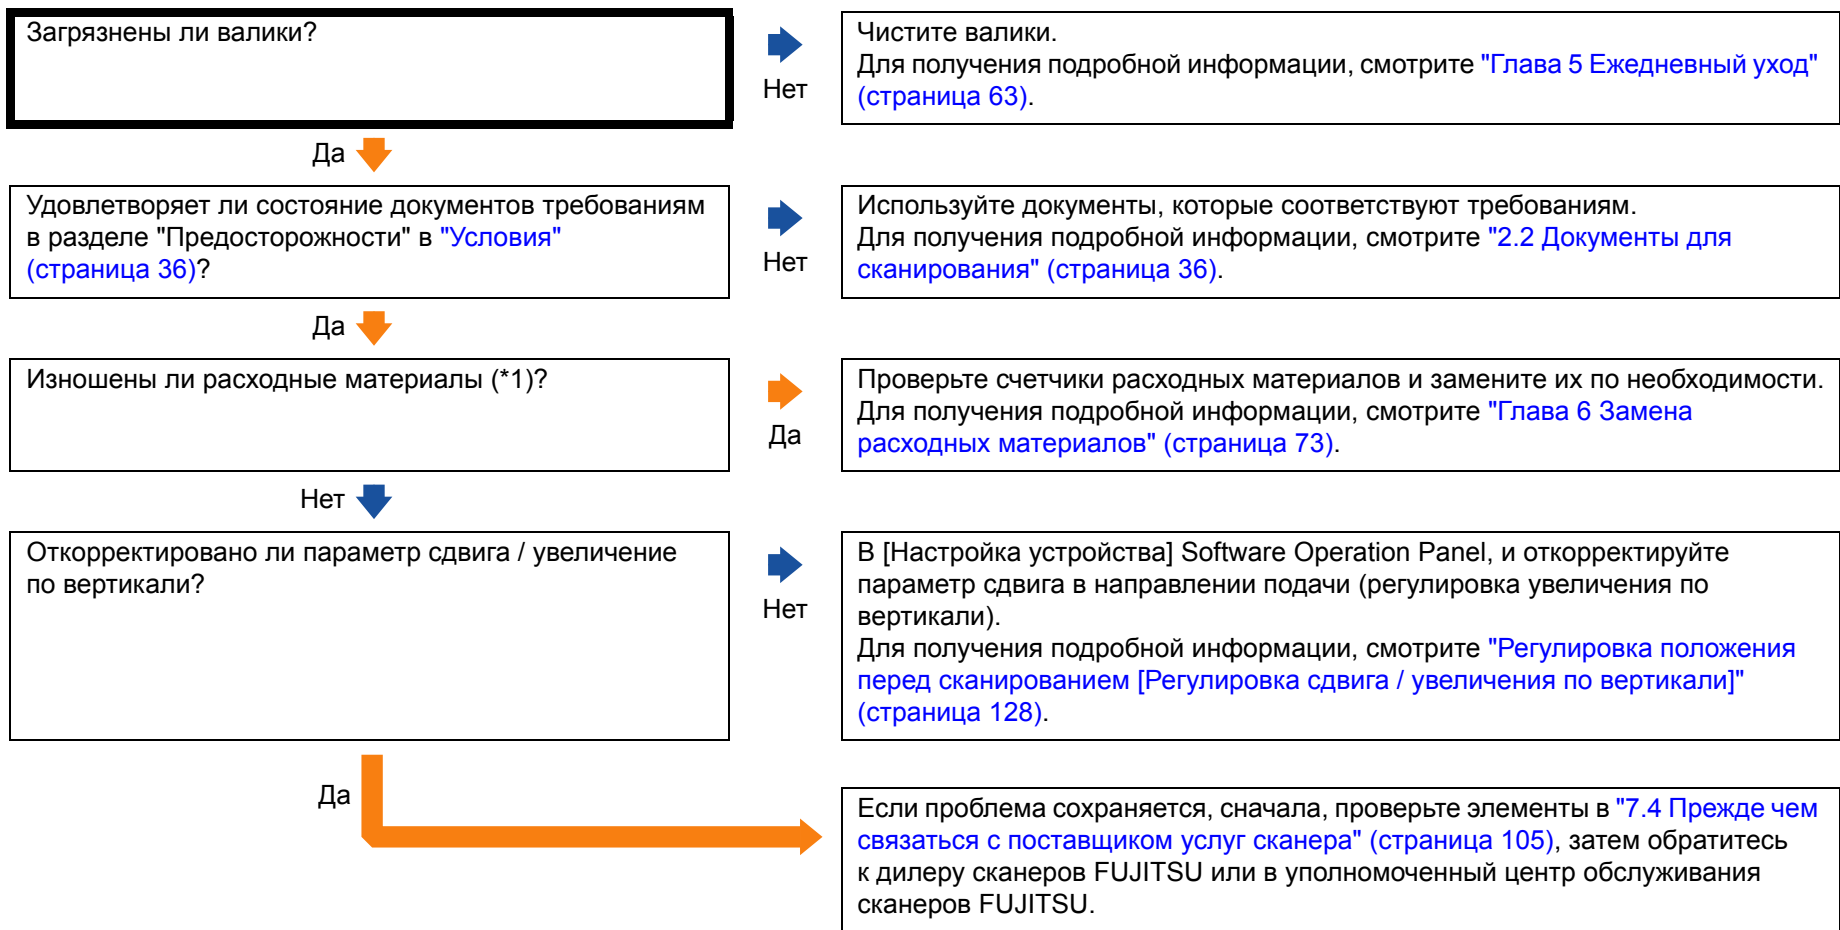 Загрязнены ли валики?
Нет
Чистите валики.
Для получения подробной информации, смотрите "Глава 5 Ежедневный уход"
(страница 63).
Да
Удовлетворяет ли состояние документов требованиям
в разделе "Предосторожности" в "Условия"
(страница 36)?
Нет
Используйте документы, которые соответствуют требованиям.
Для получения подробной информации, смотрите "2.2 Документы для
сканирования" (страница 36).
Да
Изношены ли расходные материалы (*1)?
Да
Проверьте счетчики расходных материалов и замените их по необходимости.
Для получения подробной информации, смотрите "Глава 6 Замена
расходных материалов" (страница 73).
Нет
Откорректировано ли параметр сдвига / увеличение
по вертикали?
Нет
В [Настройка устройства] Software Operation Panel, и откорректируйте
параметр сдвига в направлении подачи (регулировка увеличения по
вертикали).
Для получения подробной информации, смотрите "Регулировка положения
перед сканированием [Регулировка сдвига / увеличения по вертикали]"
(страница 128).
Да
Если проблема сохраняется, сначала, проверьте элементы в "7.4 Прежде чем
связаться с поставщиком услуг сканера" (страница 105), затем обратитесь
к дилеру сканеров FUJITSU или в уполномоченный центр обслуживания
сканеров FUJITSU.